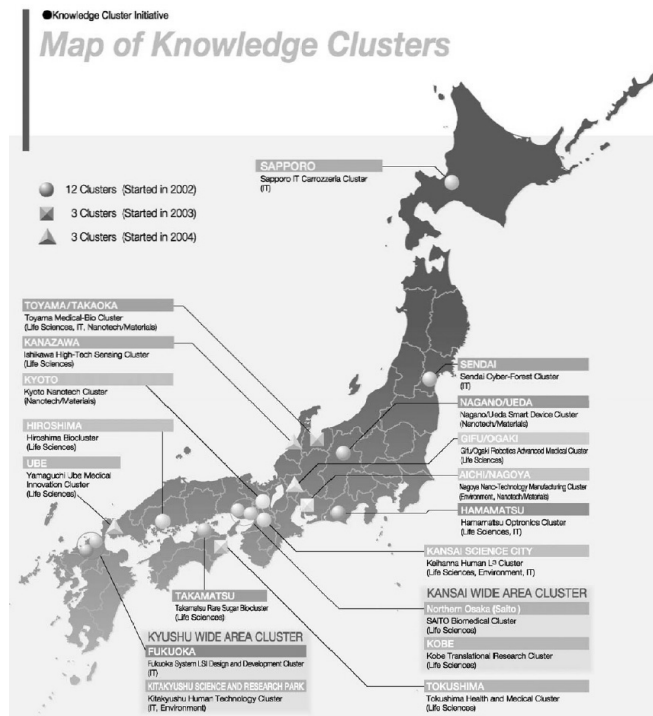 ●Knowledge Cluster Initiative
Map of Knowledge Clusters
12 Clusters (Started in 2002)
3 Clusters (Started in 2003)
3 Clusters (Started in 2004)
SAPPORO
Sapporo IT Carrozzeria Cluster
(IT)
TOYAMA/TAKAOKA
Toyama Medical-Bio Cluster
(Life Sciences, IT, Nanotech/Materials)
KANAZAWA
Ishikawa High-Tech Sensing Cluster
(Life Sciences)
KYOTO
Kyoto Nanotech Cluster
(Nanotech/Materials)
HIROSHIMA
Hiroshima Biocluster
(Life Sciences)
UBE
Yamaguchi Ube Medical
Innovation Cluster
(Life Sciences)
SENDAI
Sendai Cyber-Forest Cluster
(IT)
NAGANO/UEDA
Nagano/Ueda Smart Device Cluster
(Nanotech/Materials)
GIFU/OGAKI
Gifu/Ogaki Robotics Advanced Medical Cluster
(Life Sciences)
AICHI/NAGOYA
Nagoya Nano-Technology Manufacturing Cluster
(Environment, Nanotech/Materials)
HAMAMATSU
Hamamatsu Optronics Cluster
(Life Sciences, IT)
KANSAI SCIENCE CITY
Keihanna Human Cluster
(Life Sciences, Environment, IT)
KANSAI WIDE AREA CLUSTER
Northern Osaka (Saito)
SAITO Biomedical Cluster
(Life Sciences)
KOBE
Kobe Translational Research Cluster
(Life Sciences)
TOKUSHIMA
Tokushima Health and Medical Cluster
(Life Sciences)
TAKAMATSU
Takamatsu Rare Sugar Biocluster
(Life Sciences)
KYUSHU WIDE AREA CLUSTER
FUKUOKA
Fukuoka System LSI Design and Development Cluster
(IT)
KITAKYUSHU SCIENCE AND RESEARCH PARK
Kitakyushu Human Technology Cluster
(IT, Environment)